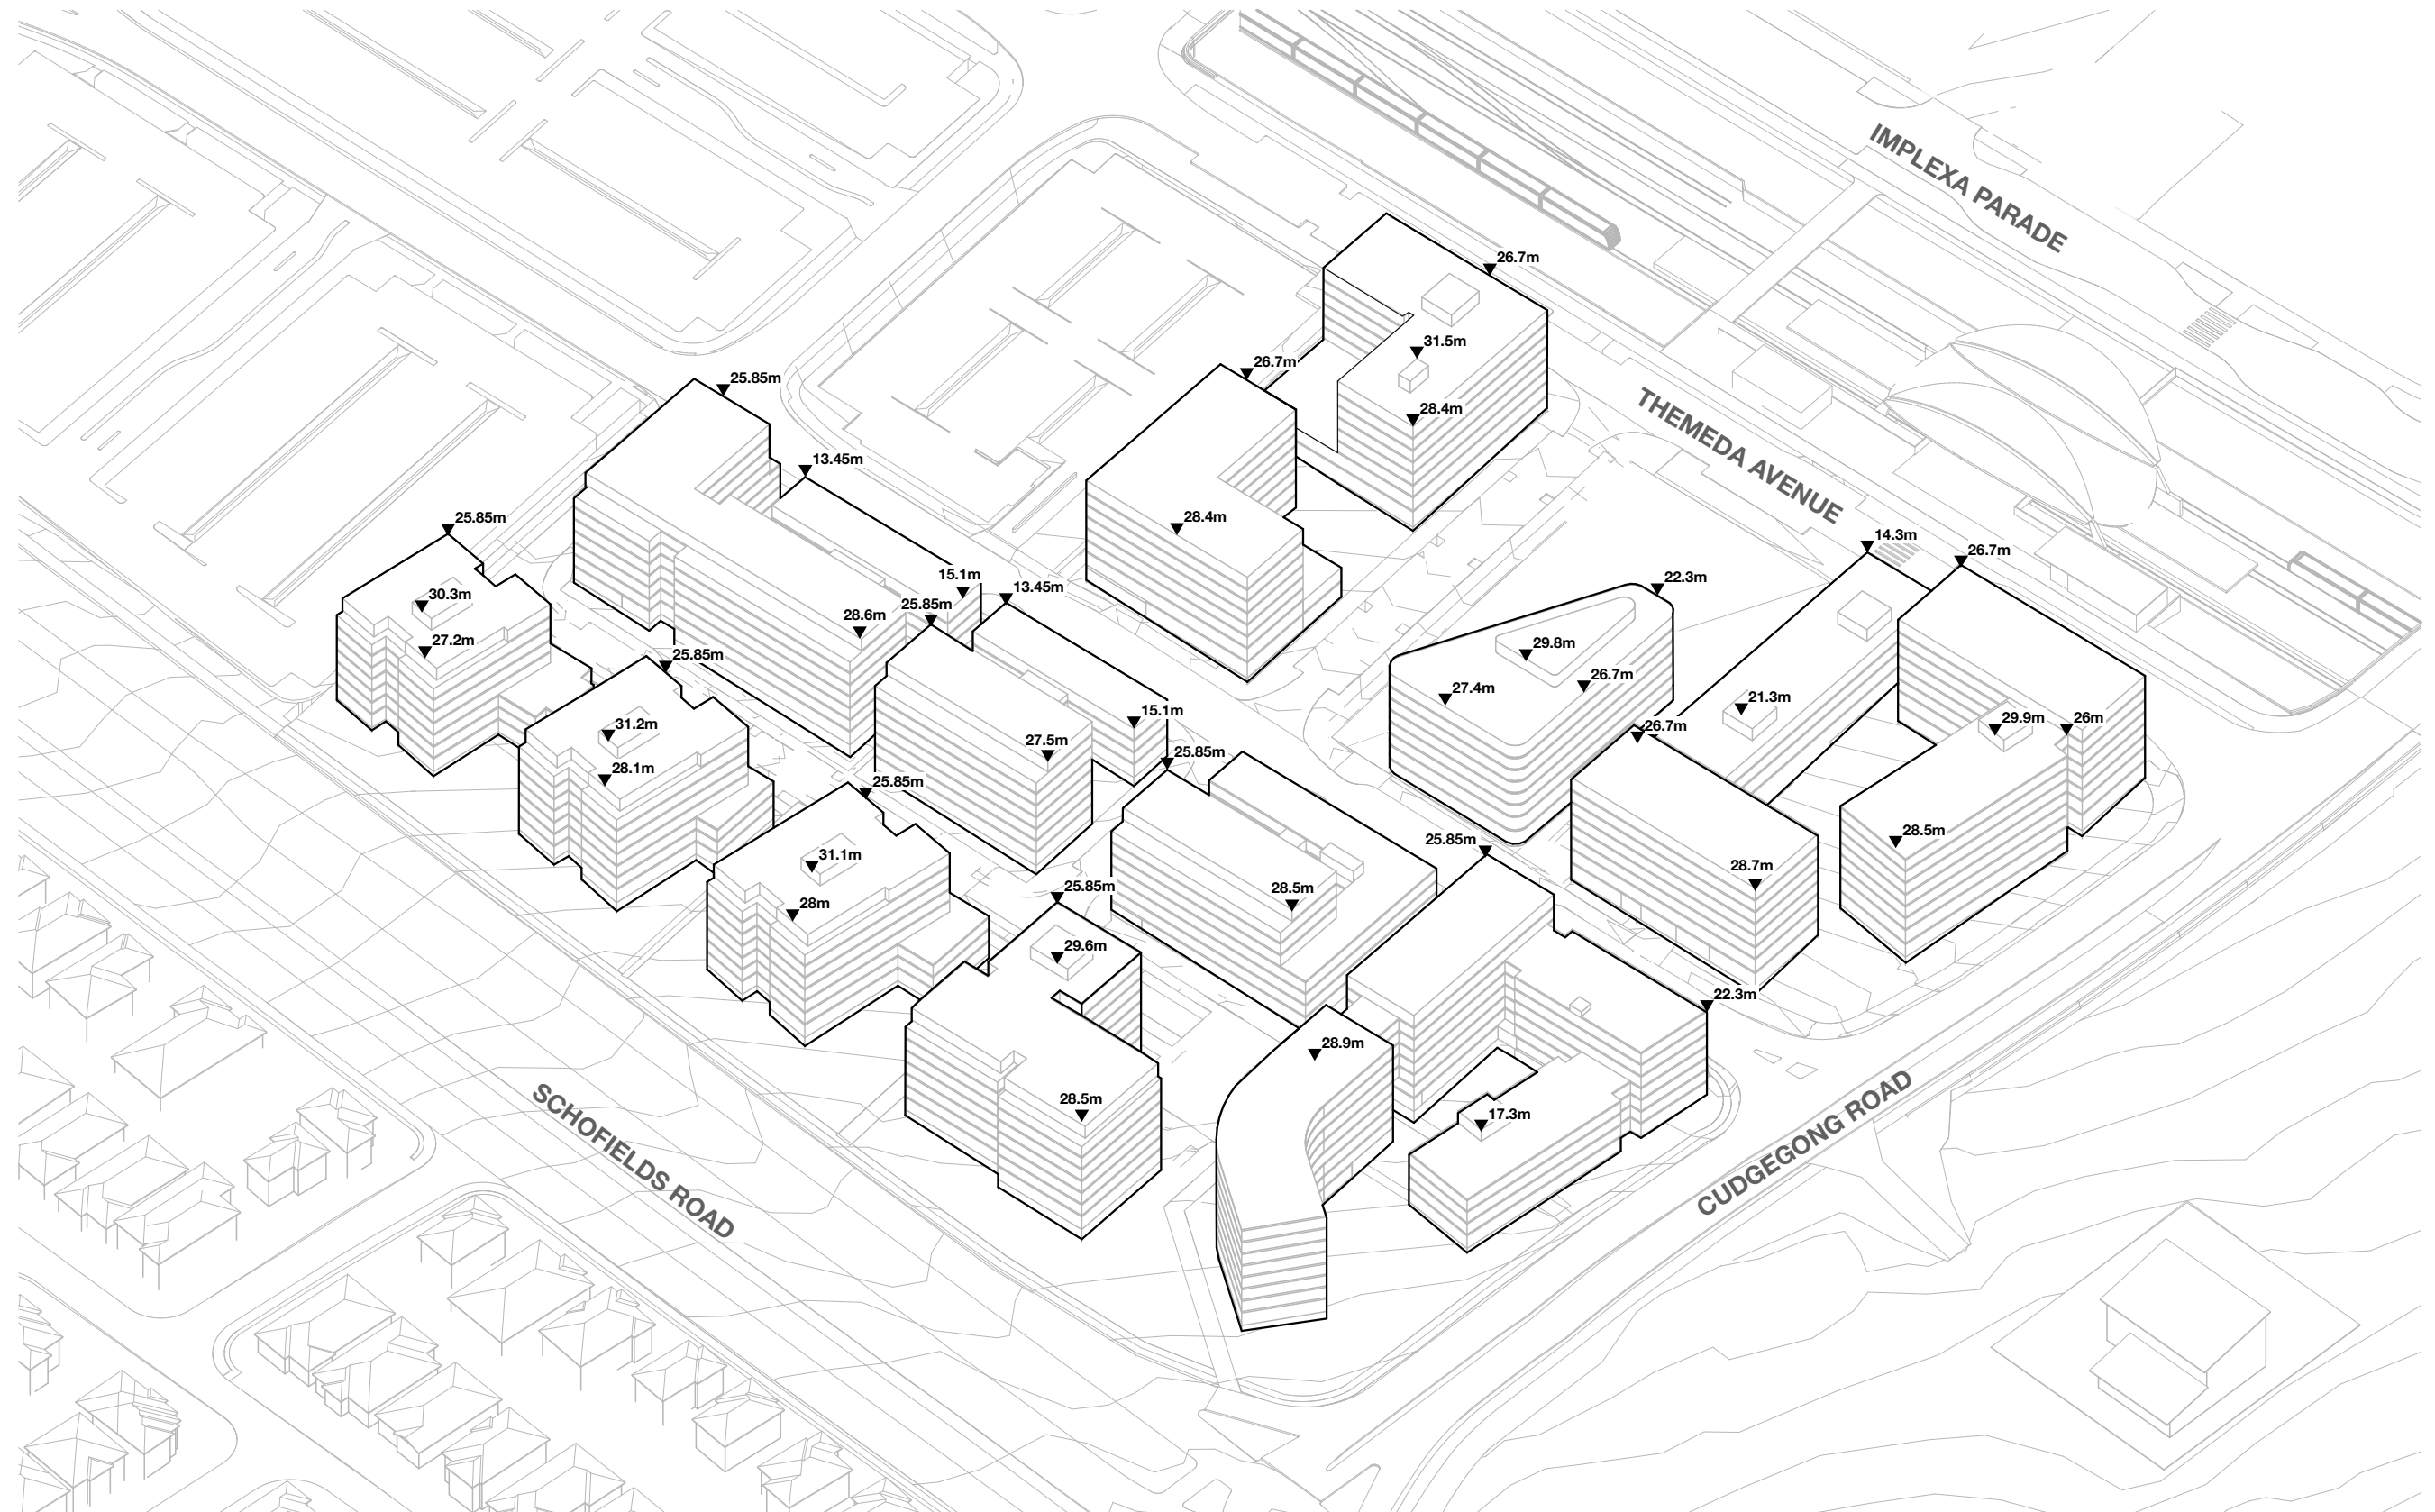 IMPLEXA PARADE
26.7m
31.5m
26.7m
25.85m
THEMEDA AVENUE
28.4m
13.45m
25.85m
28.4m
14.3m
26.7m
15.1m
22.3m
13.45m
30.3m
25.85m
28.6m
27.2m
29.8m
25.85m
26.7m
27.4m
21.3m
15.1m
29.9m
26m
31.2m
26.7m
27.5m
25.85m
28.1m
25.85m
28.5m
25.85m
31.1m
28.7m
25.85m
28.5m
28m
29.6m
22.3m
28.9m
CUDGEGONG ROAD
SCHOFIELDS ROAD
28.5m
17.3m